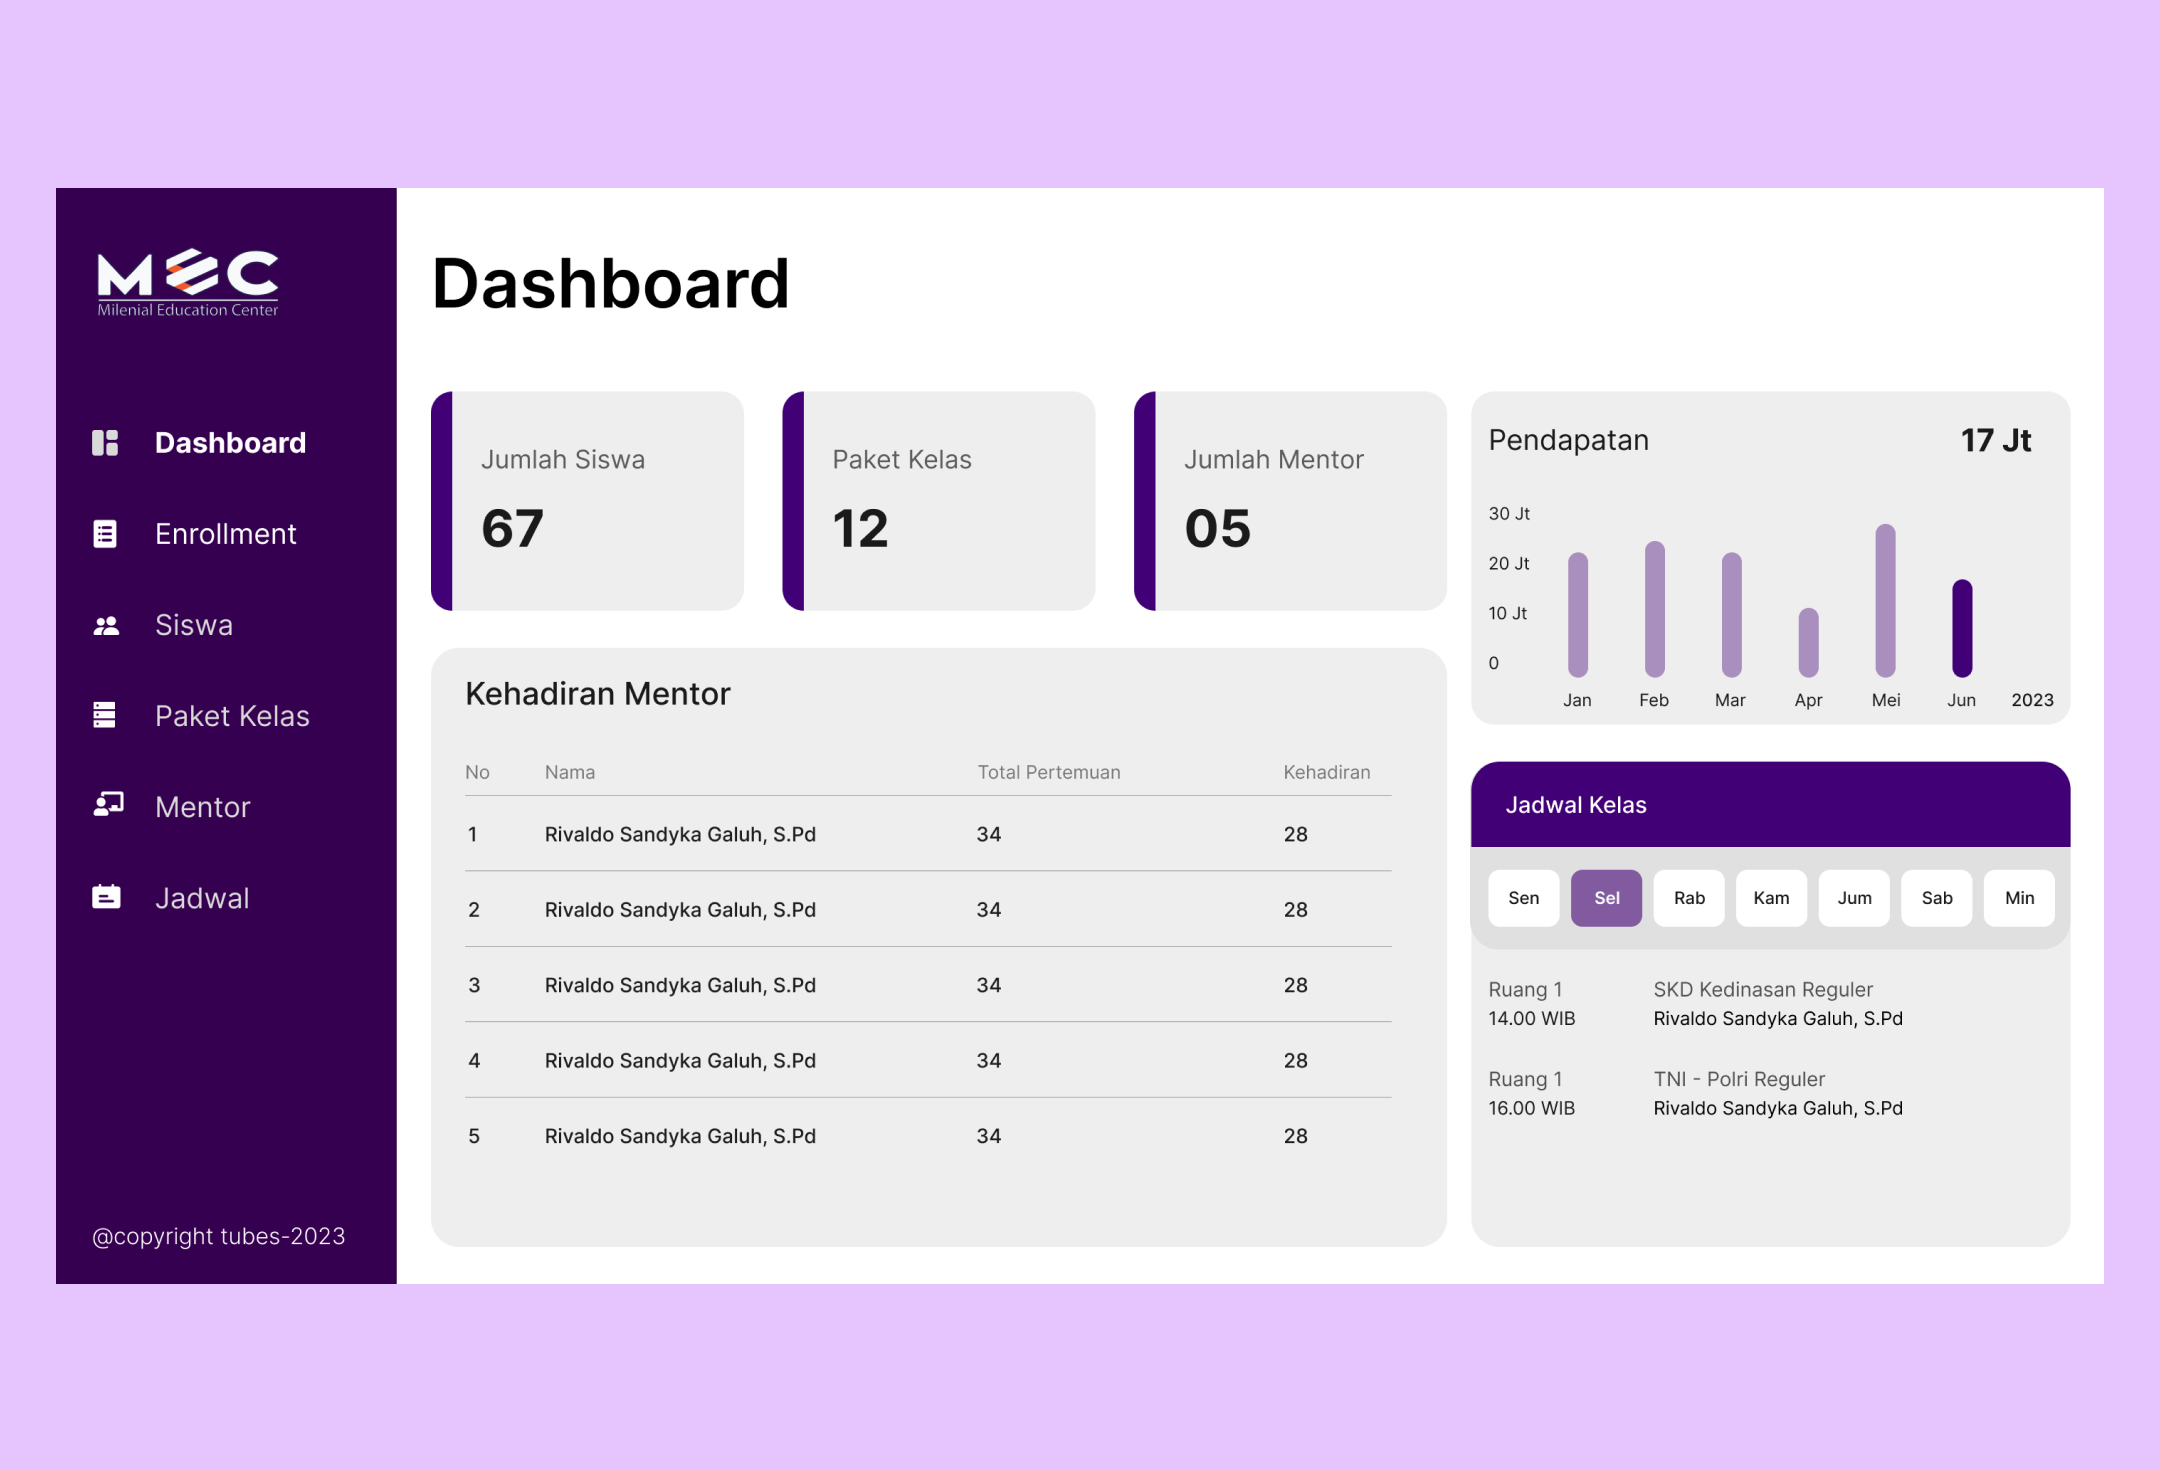 MEC
Milenial Education Center
Dashboard
Enrollment
Siswa
Paket Kelas
Mentor
Jadwal
@copyright tubes-2023
Dashboard
Jumlah Siswa
67
Paket Kelas
12
Jumlah Mentor
05
Kehadiran Mentor
No Nama Total Pertemuan Kehadiran
1 Rivaldo Sandyka Galuh, S.Pd 34 28
2 Rivaldo Sandyka Galuh, S.Pd 34 28
3 Rivaldo Sandyka Galuh, S.Pd 34 28
4 Rivaldo Sandyka Galuh, S.Pd 34 28
5 Rivaldo Sandyka Galuh, S.Pd 34 28
Pendapatan 17 Jt
30 Jt
20 Jt
10 Jt
0
Jan Feb Mar Apr Mei Jun 2023
Jadwal Kelas
Sen Sel Rab Kam Jum Sab Min
Ruang 1 SKD Kedinasan Reguler
14.00 WIB Rivaldo Sandyka Galuh, S.Pd
Ruang 1 TNI - Polri Reguler
16.00 WIB Rivaldo Sandyka Galuh, S.Pd